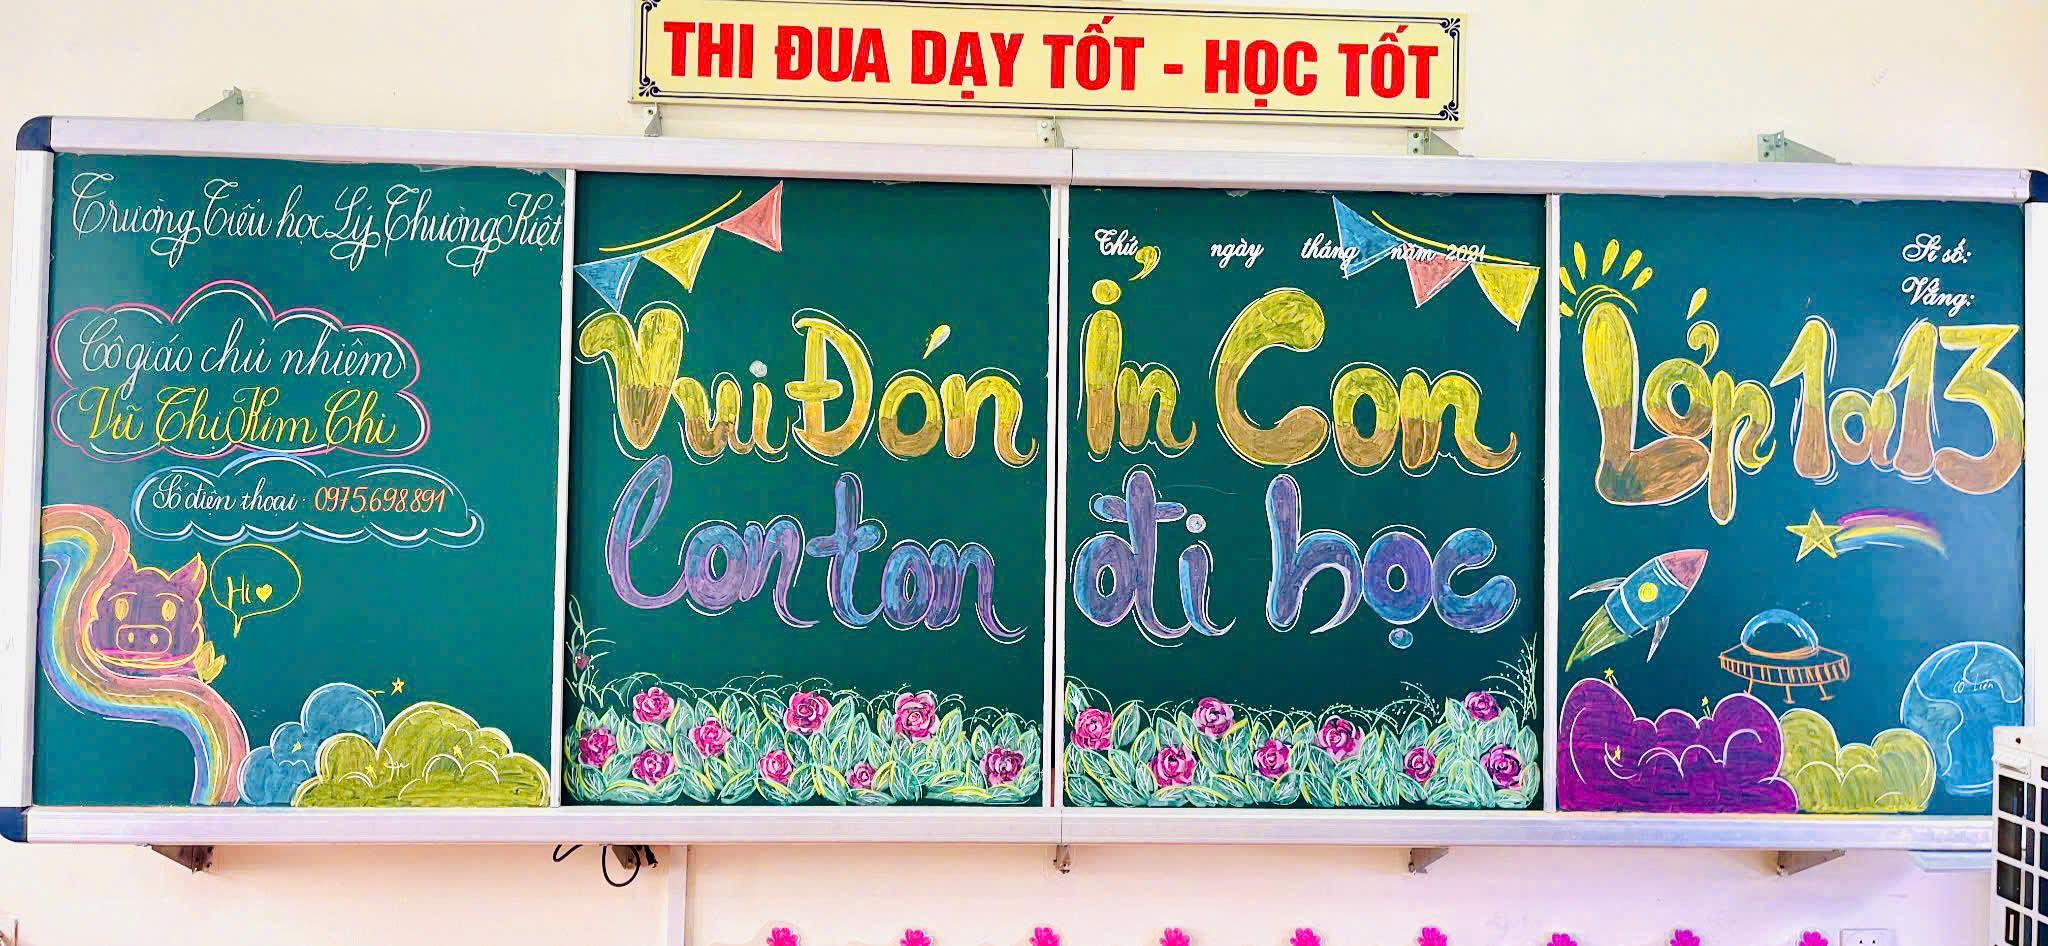 THI ĐUA DẠY TỐT - HỌC TỐT
Trường Tiểu học Lý Thường Kiệt
Cô giáo chủ nhiệm
Vũ Thị Kim Chi
Số điện thoại: 0975.698.891
Hi
Vui Đón
lon ton
Thứ, ngày tháng năm 2021
Ỉn Con
đi học
Sĩ số:
Vắng:
Lớp 1a13